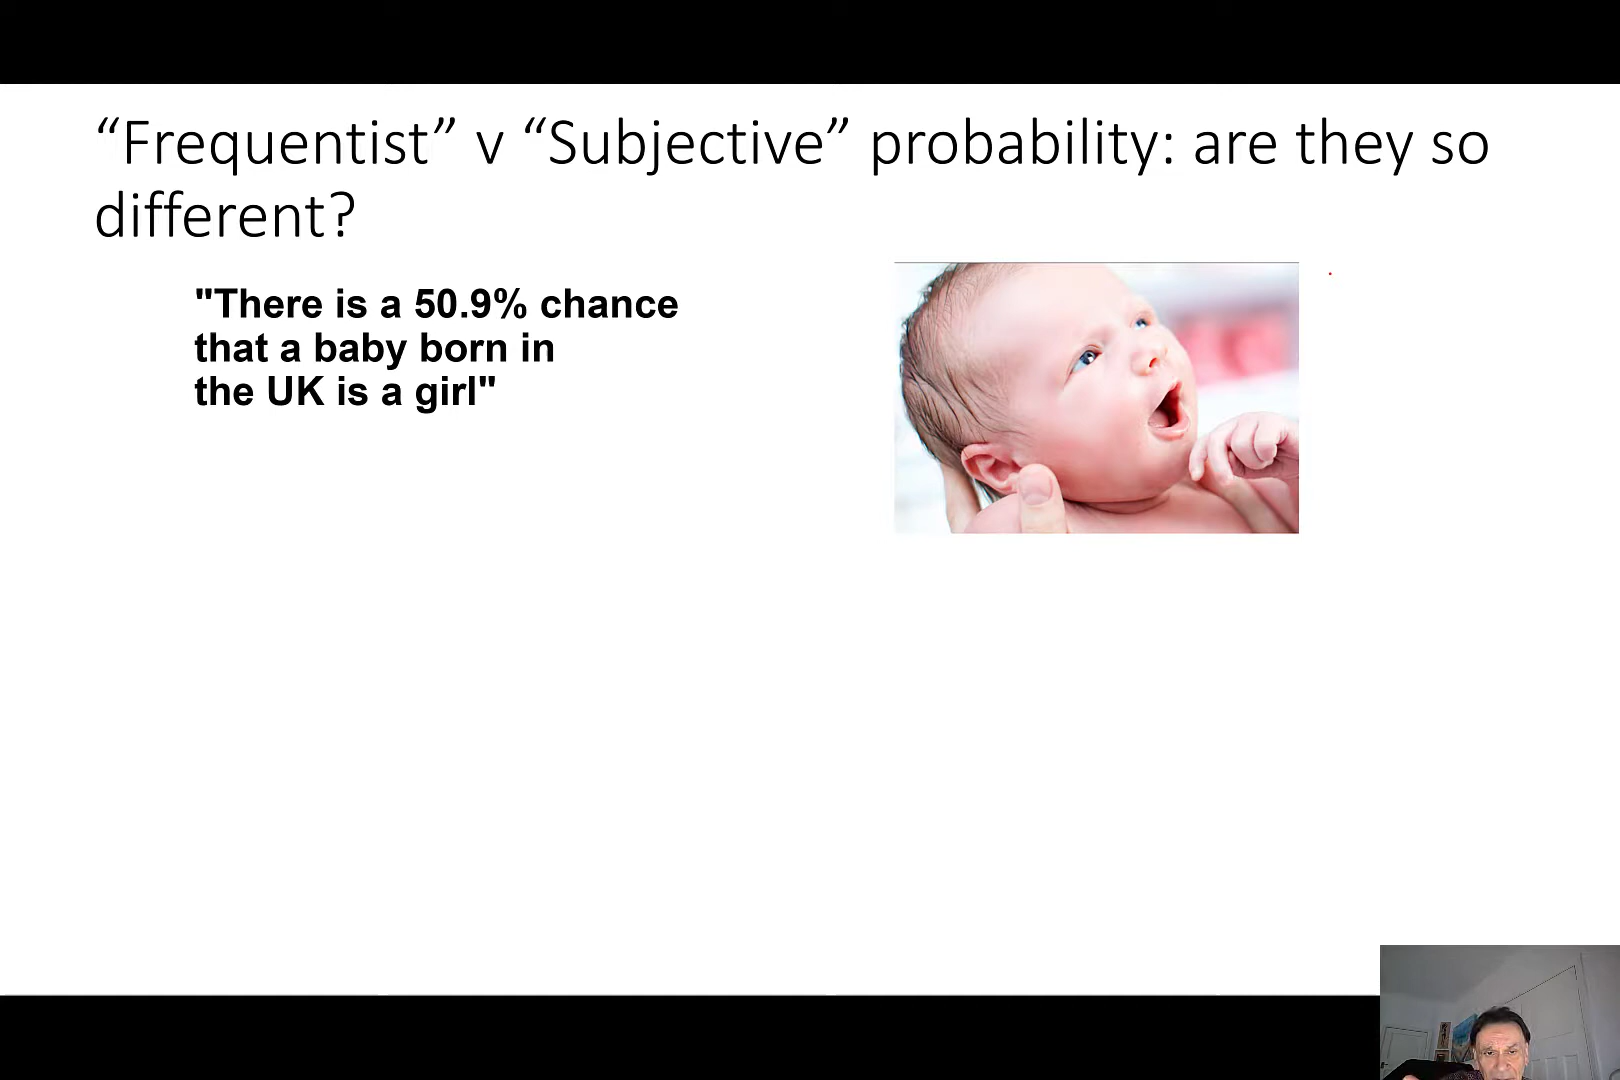 “Frequentist” v “Subjective” probability: are they so
different?
"There is a 50.9% chance
that a baby born in
the UK is a girl"